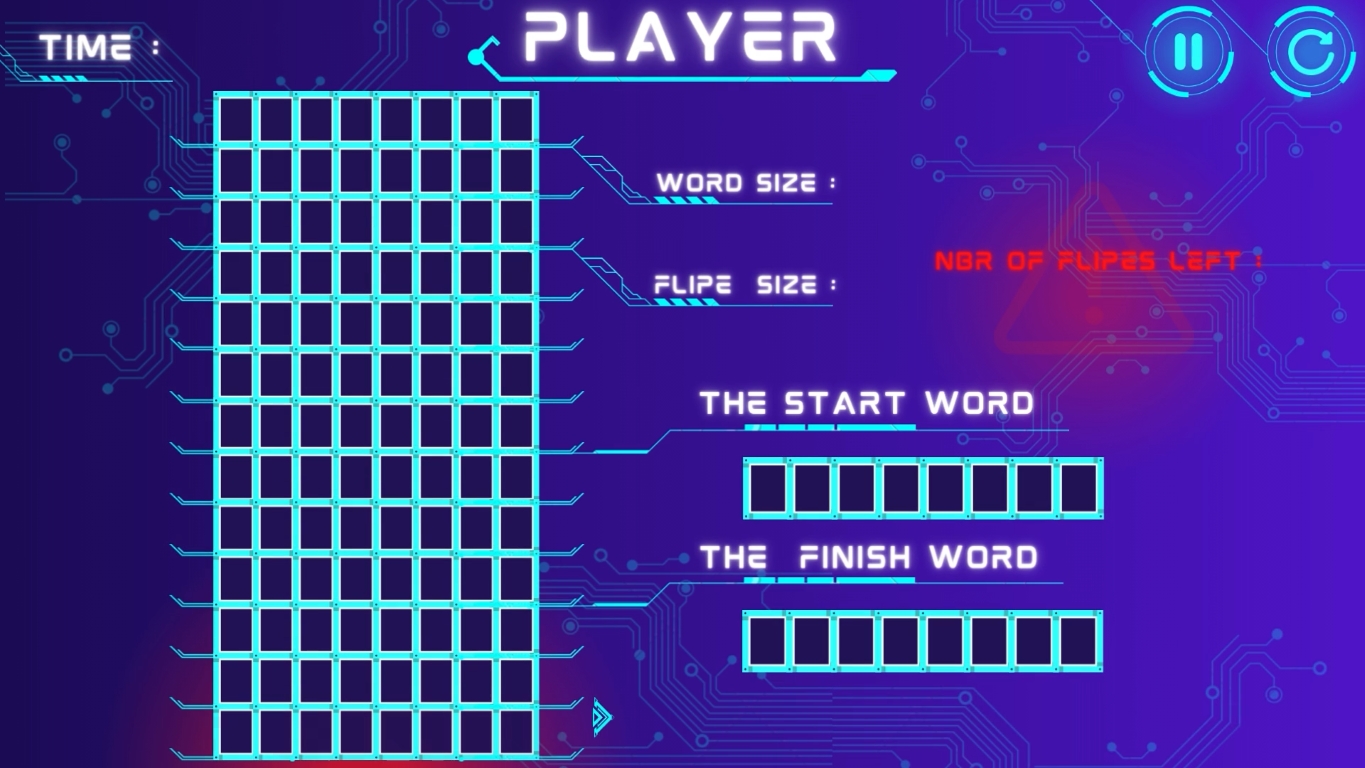 TIME :
PLAYER
WORD SIZE :
FLIPE SIZE :
NBR OF FLIPES LEFT :
THE START WORD
THE FINISH WORD